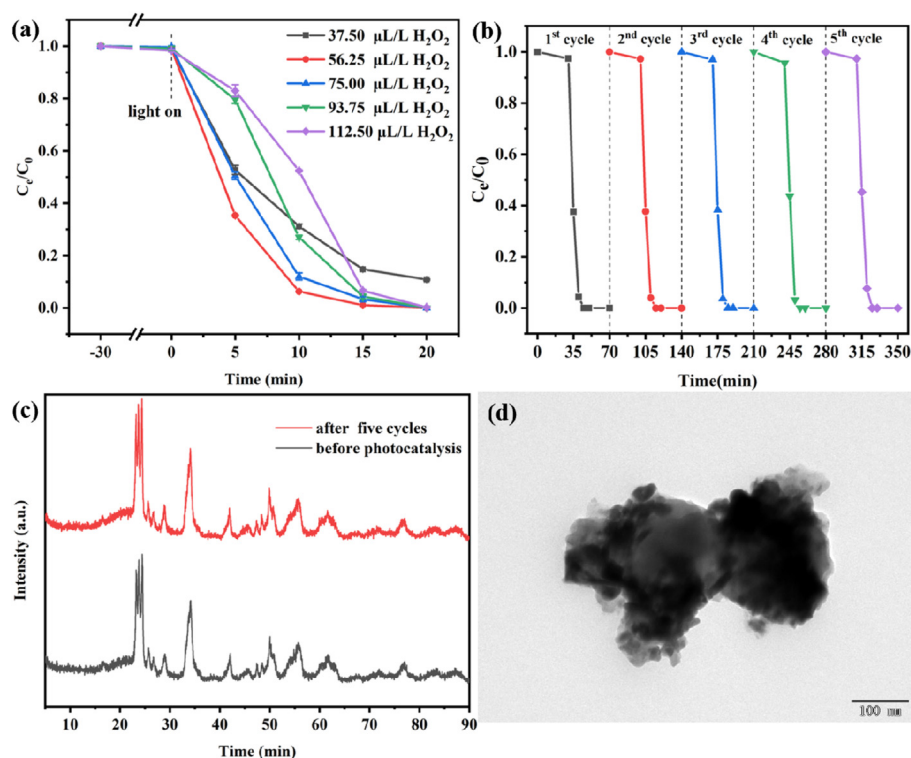 (a)
C_e/C_0
1.0
0.8
0.6
0.4
0.2
0.0
light on
37.50 μL/L H₂O₂
56.25 μL/L H₂O₂
75.00 μL/L H₂O₂
93.75 μL/L H₂O₂
112.50 μL/L H₂O₂
-30 0 5 10 15 20
Time (min)
(b)
C_e/C_0
1.0
0.8
0.6
0.4
0.2
0.0
1st cycle 2nd cycle 3rd cycle 4th cycle 5th cycle
0 35 70 105 140 175 210 245 280 315 350
Time(min)
(c)
Intensity (a.u.)
after five cycles
before photocatalysis
10 20 30 40 50 60 70 80 90
Time (min)
(d)
100 nm